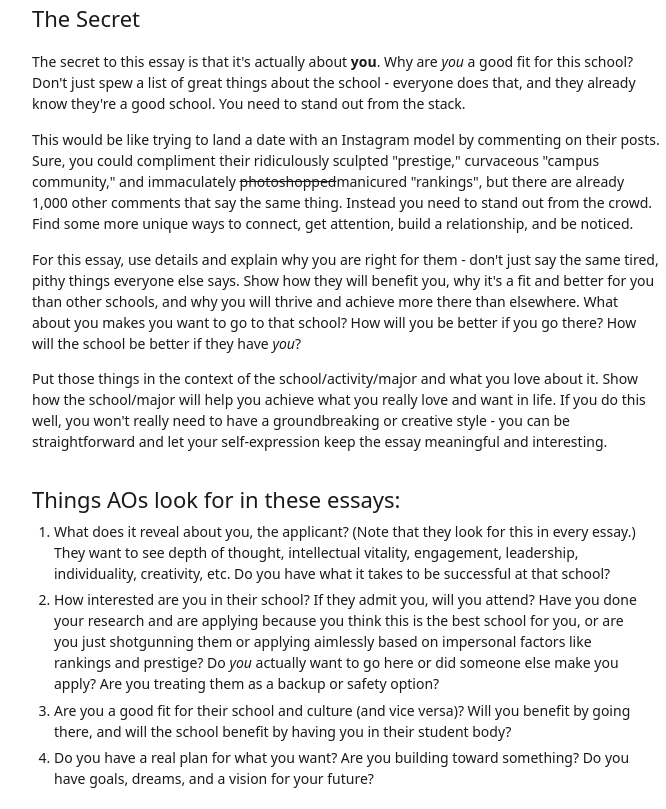 The Secret
The secret to this essay is that it's actually about you. Why are you a good fit for this school?
Don't just spew a list of great things about the school - everyone does that, and they already
know they're a good school. You need to stand out from the stack.
This would be like trying to land a date with an Instagram model by commenting on their posts.
Sure, you could compliment their ridiculously sculpted "prestige," curvaceous "campus
community," and immaculately photoshoppedmanicured "rankings", but there are already
1,000 other comments that say the same thing. Instead you need to stand out from the crowd.
Find some more unique ways to connect, get attention, build a relationship, and be noticed.
For this essay, use details and explain why you are right for them - don't just say the same tired,
pithy things everyone else says. Show how they will benefit you, why it's a fit and better for you
than other schools, and why you will thrive and achieve more there than elsewhere. What
about you makes you want to go to that school? How will you be better if you go there? How
will the school be better if they have you?
Put those things in the context of the school/activity/major and what you love about it. Show
how the school/major will help you achieve what you really love and want in life. If you do this
well, you won't really need to have a groundbreaking or creative style - you can be
straightforward and let your self-expression keep the essay meaningful and interesting.
Things AOs look for in these essays:
1. What does it reveal about you, the applicant? (Note that they look for this in every essay.)
They want to see depth of thought, intellectual vitality, engagement, leadership,
individuality, creativity, etc. Do you have what it takes to be successful at that school?
2. How interested are you in their school? If they admit you, will you attend? Have you done
your research and are applying because you think this is the best school for you, or are
you just shotgunning them or applying aimlessly based on impersonal factors like
rankings and prestige? Do you actually want to go here or did someone else make you
apply? Are you treating them as a backup or safety option?
3. Are you a good fit for their school and culture (and vice versa)? Will you benefit by going
there, and will the school benefit by having you in their student body?
4. Do you have a real plan for what you want? Are you building toward something? Do you
have goals, dreams, and a vision for your future?